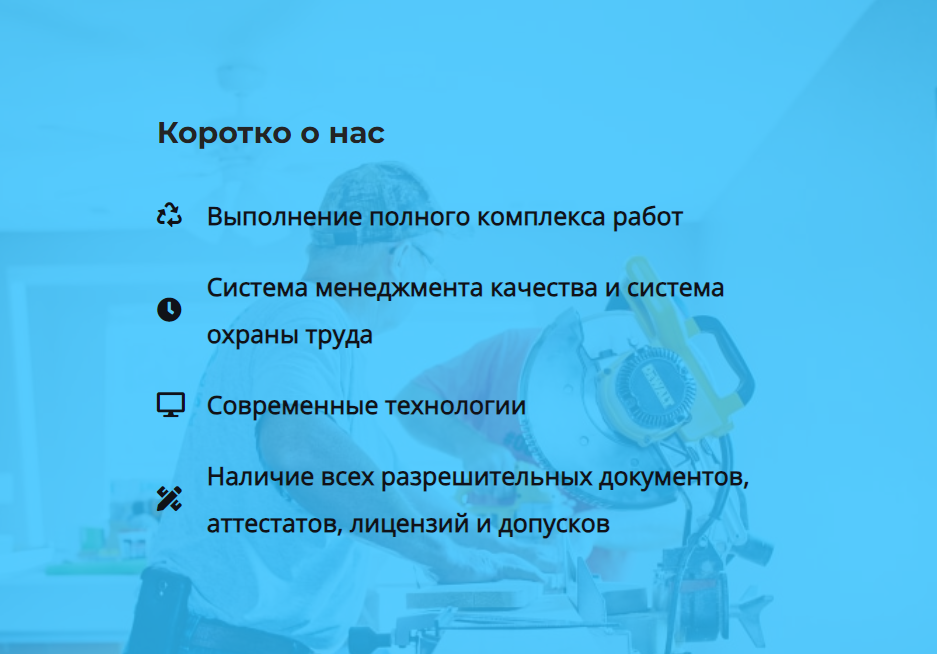 Коротко о нас
Выполнение полного комплекса работ
Система менеджмента качества и система
охраны труда
Современные технологии
Наличие всех разрешительных документов,
аттестатов, лицензий и допусков
DEWALT